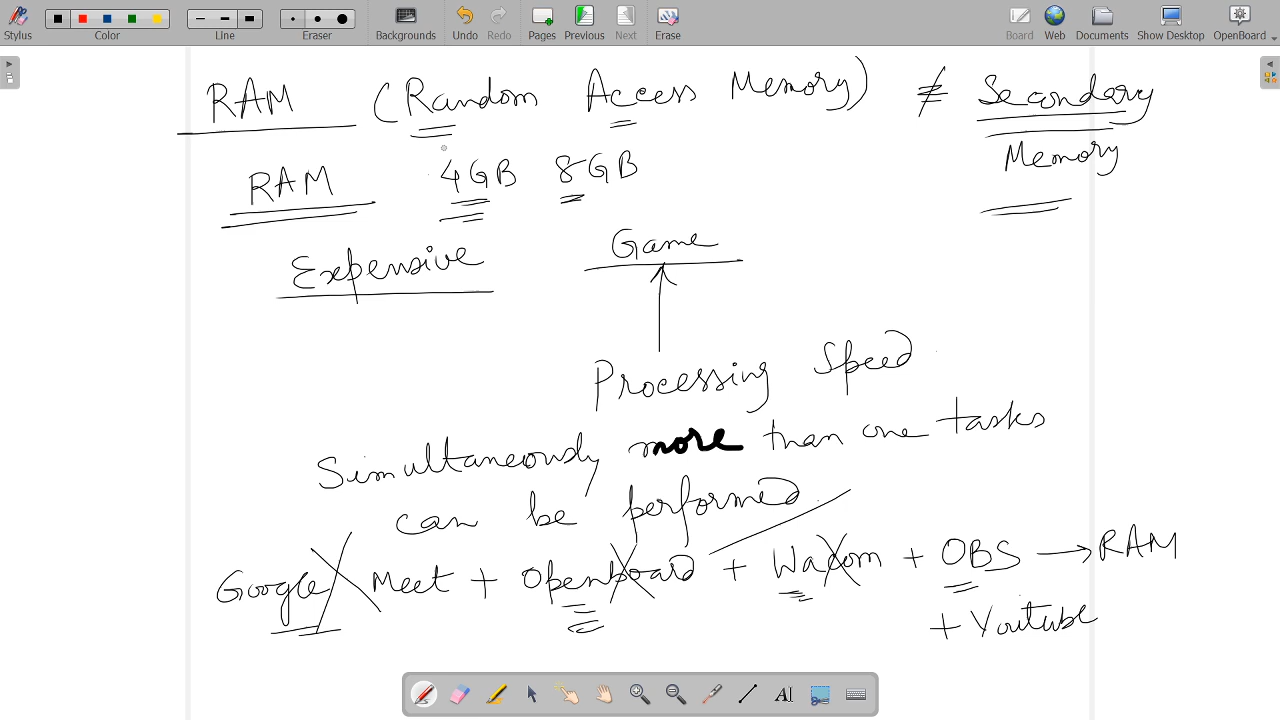 Stylus Color Line Eraser Backgrounds Undo Redo Pages Previous Next Erase Board Web Documents Show Desktop OpenBoard
RAM (Random Access Memory) ≠ Secondary
Memory
RAM 4GB 8GB
Expensive Game
Processing Speed
Simultaneously more than one tasks
can be performed.
Google Meet + Openboard + Wacom + OBS → RAM
+ Youtube